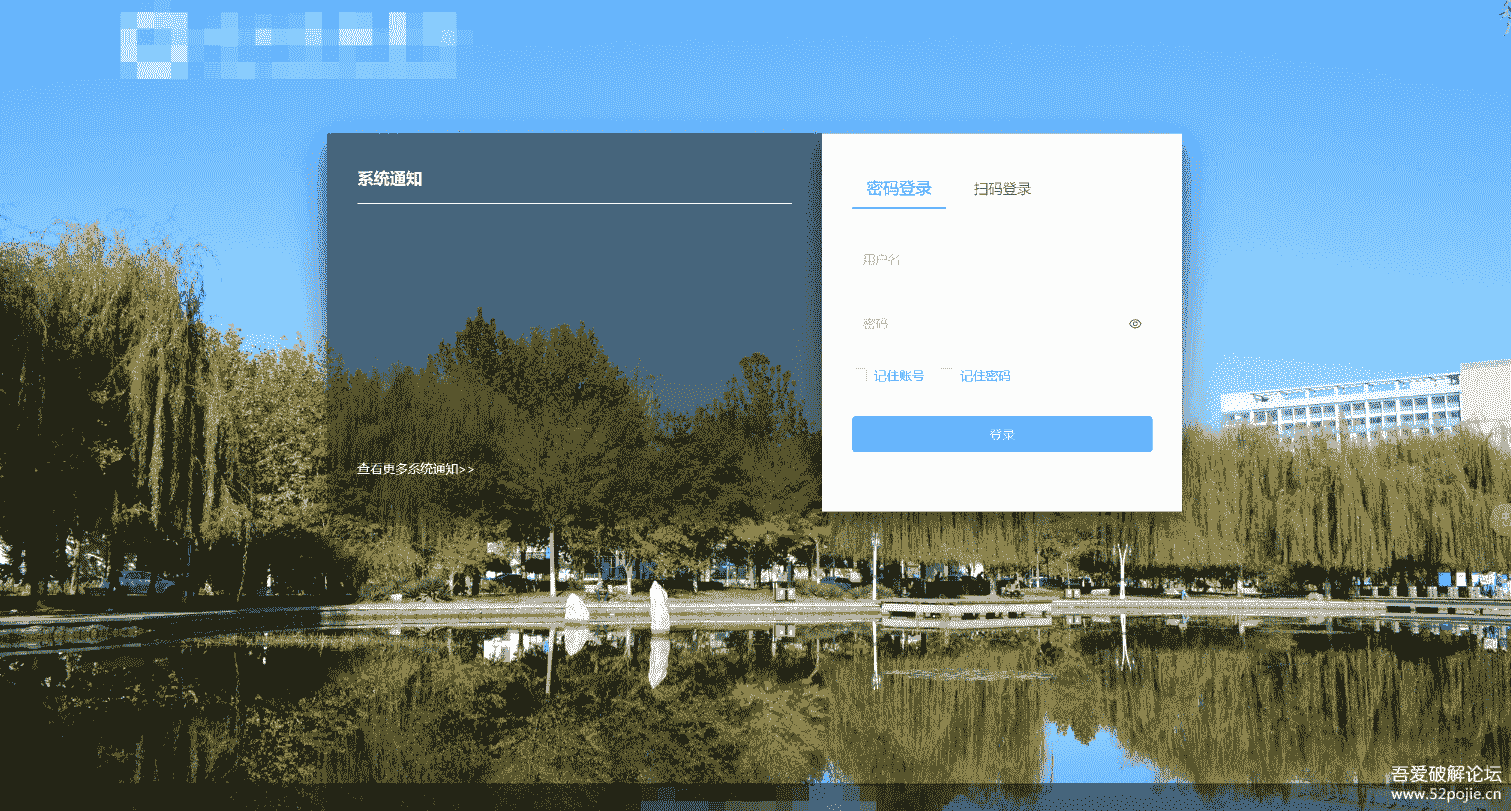 系统通知
查看更多系统通知>>
密码登录 扫码登录
用户名
密码
记住账号 记住密码
登录
吾爱破解论坛
www.52pojie.cn